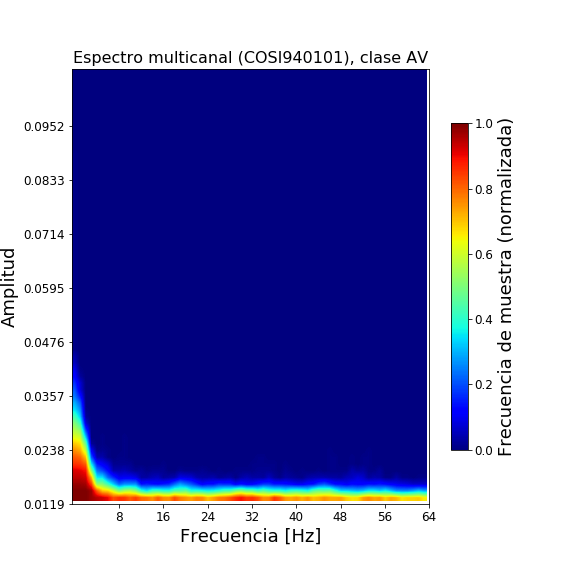 Espectro multicanal (COSI940101), clase AV
Amplitud
0.0952
0.0833
0.0714
0.0595
0.0476
0.0357
0.0238
0.0119
8 16 24 32 40 48 56 64
Frecuencia [Hz]
1.0
0.8
0.6
0.4
0.2
0.0
Frecuencia de muestra (normalizada)